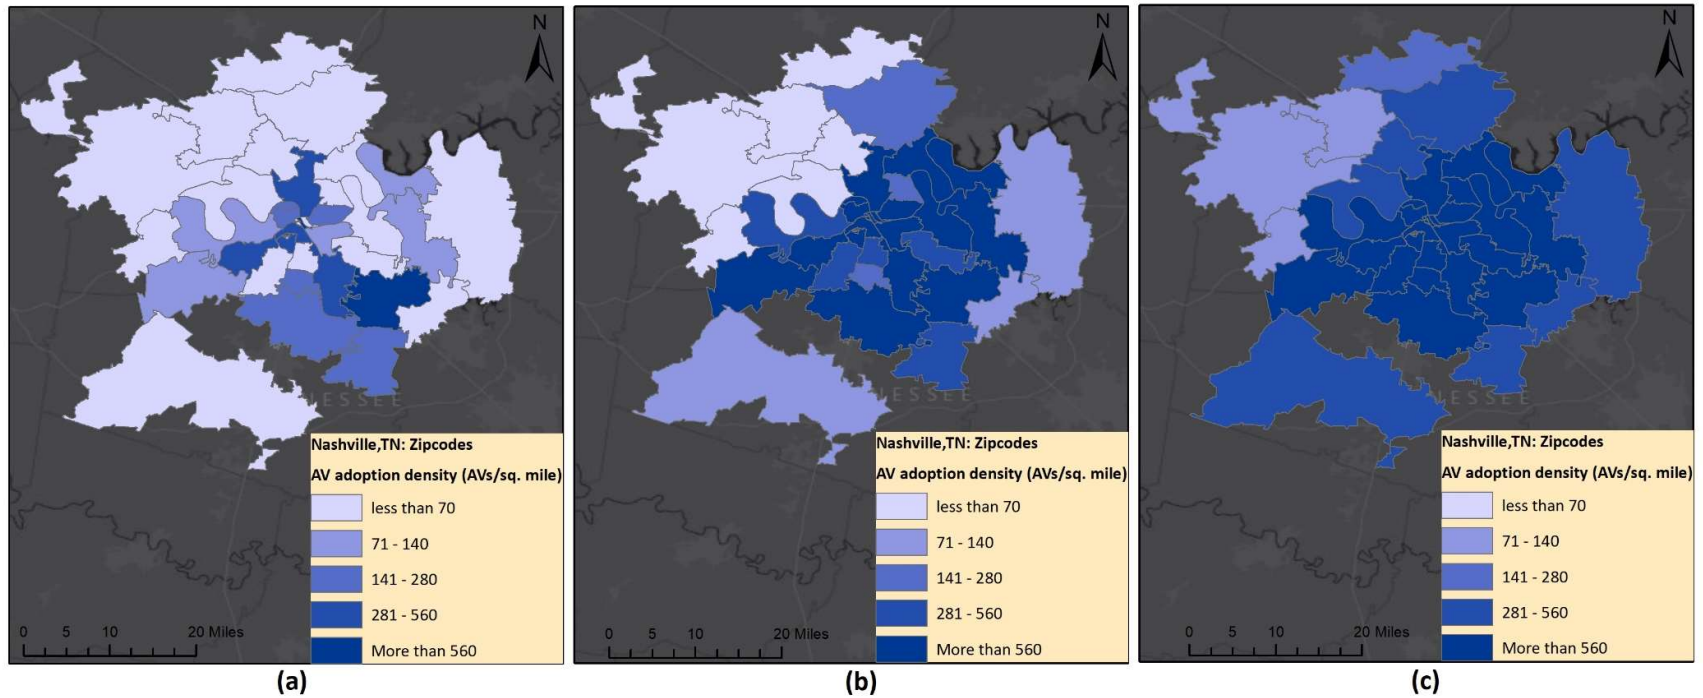 N
NESSEE
Nashville,TN: Zipcodes
AV adoption density (AVs/sq. mile)
less than 70
71 - 140
141 - 280
281 - 560
More than 560
0 5 10 20 Miles
(a)
N
NESSEE
Nashville,TN: Zipcodes
AV adoption density (AVs/sq. mile)
less than 70
71 - 140
141 - 280
281 - 560
More than 560
0 5 10 20 Miles
(b)
N
ESSEE
Nashville,TN: Zipcodes
AV adoption density (AVs/sq. mile)
less than 70
71 - 140
141 - 280
281 - 560
More than 560
0 5 10 20 Miles
(c)